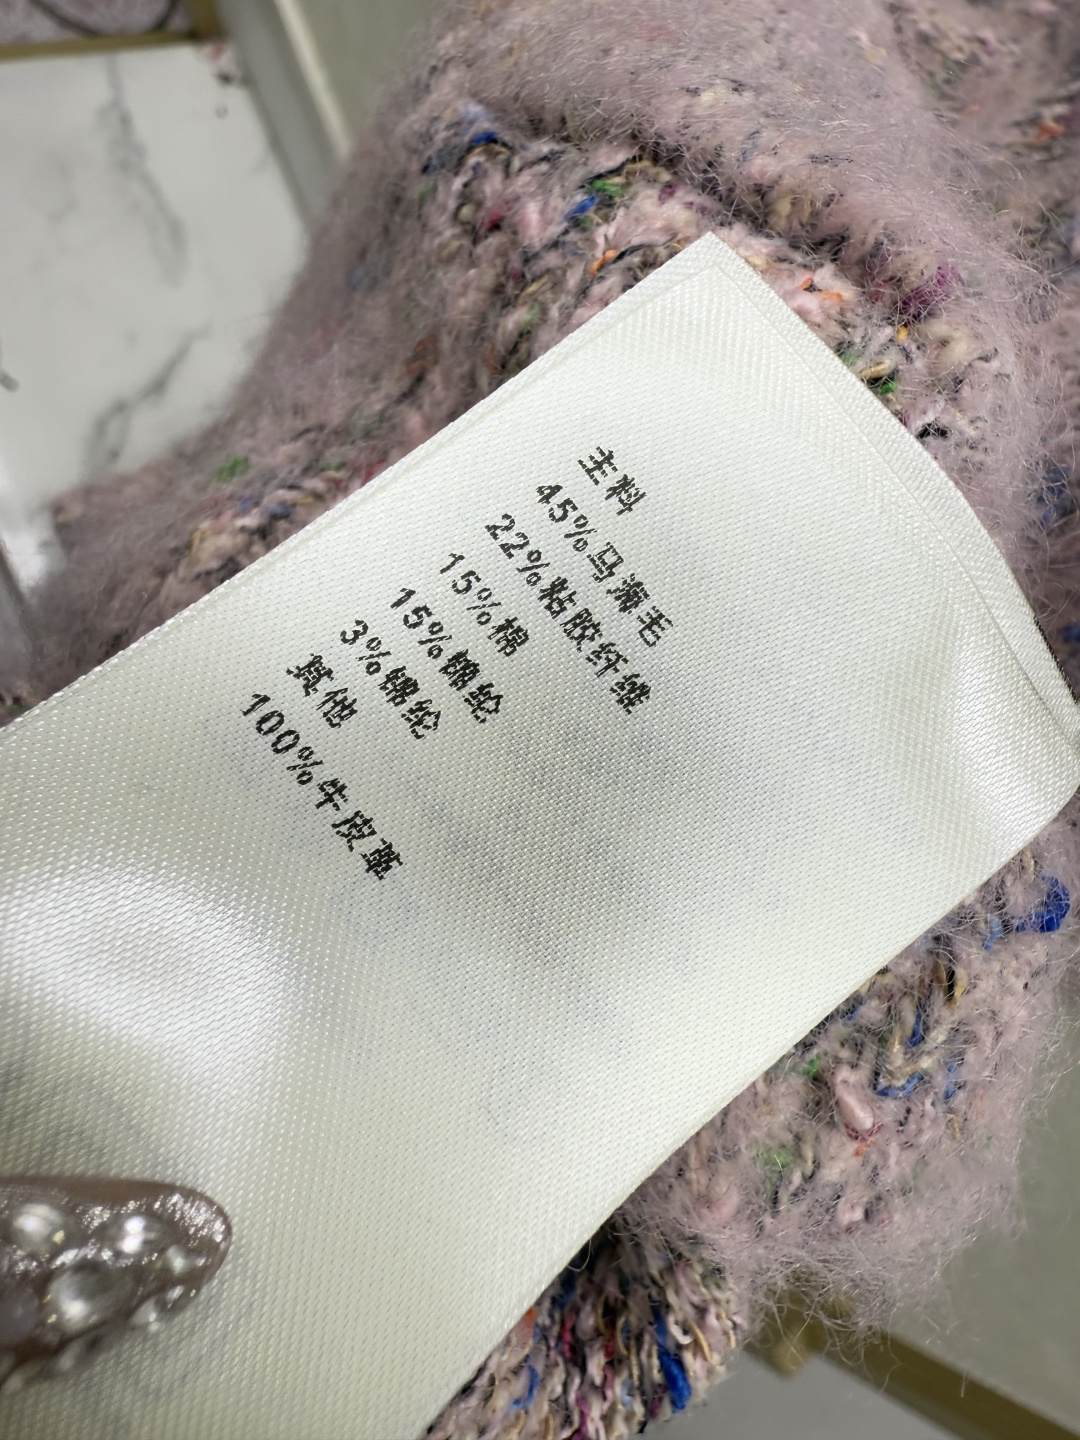 主料
45%马海毛
22%粘胶纤维
15%棉
15%锦纶
3%锦纶
其他
100%牛皮革